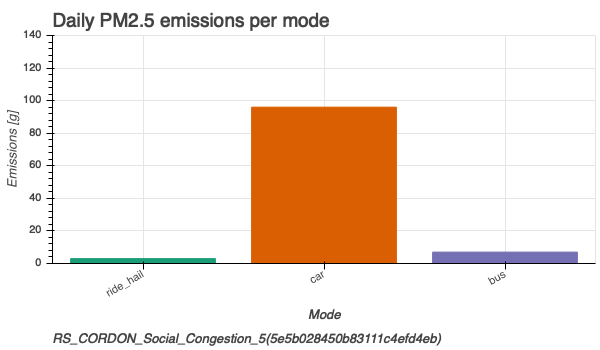 Daily PM2.5 emissions per mode
140
120
100
80
60
40
20
0
Emissions [g]
ride_hail
car
bus
Mode
RS_CORDON_Social_Congestion_5(5e5b028450b83111c4efd4eb)